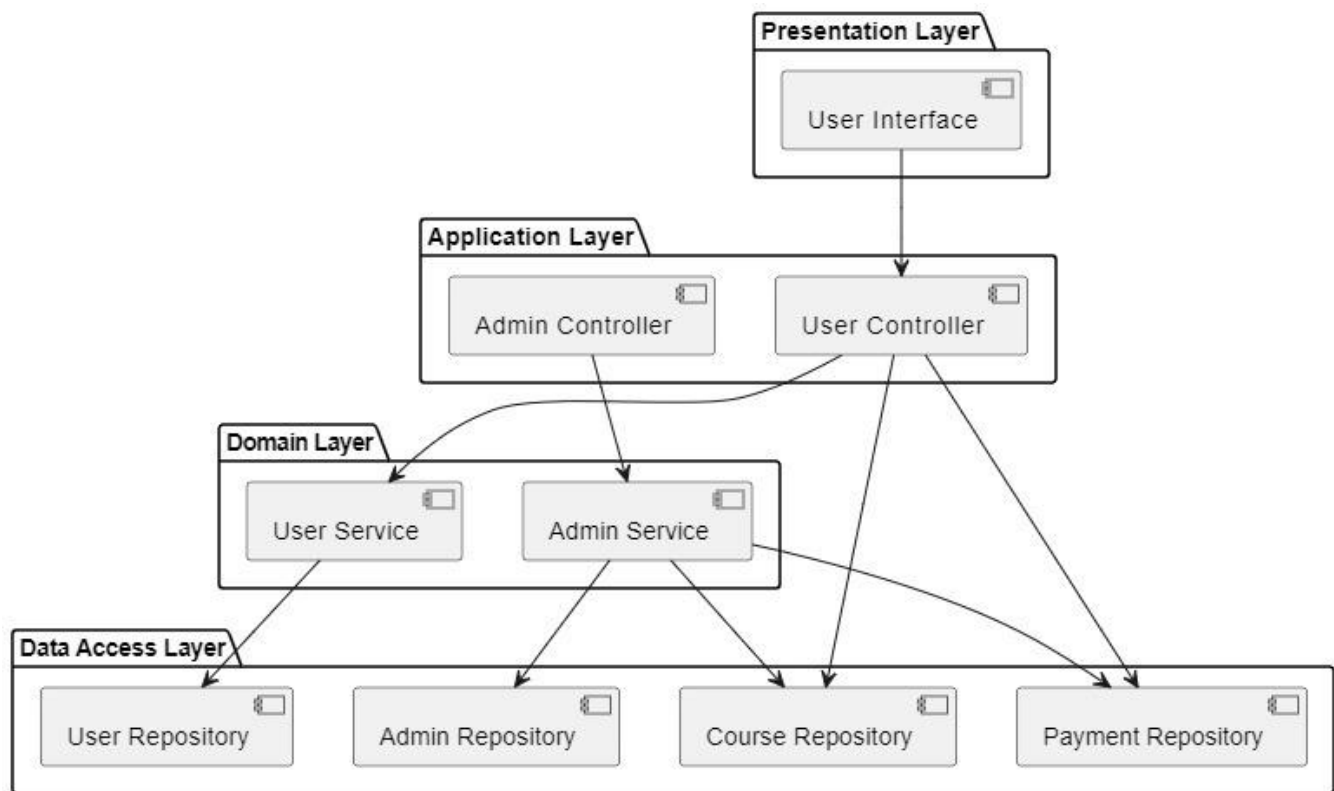 Presentation Layer
User Interface
Application Layer
Admin Controller
User Controller
Domain Layer
User Service
Admin Service
Data Access Layer
User Repository
Admin Repository
Course Repository
Payment Repository